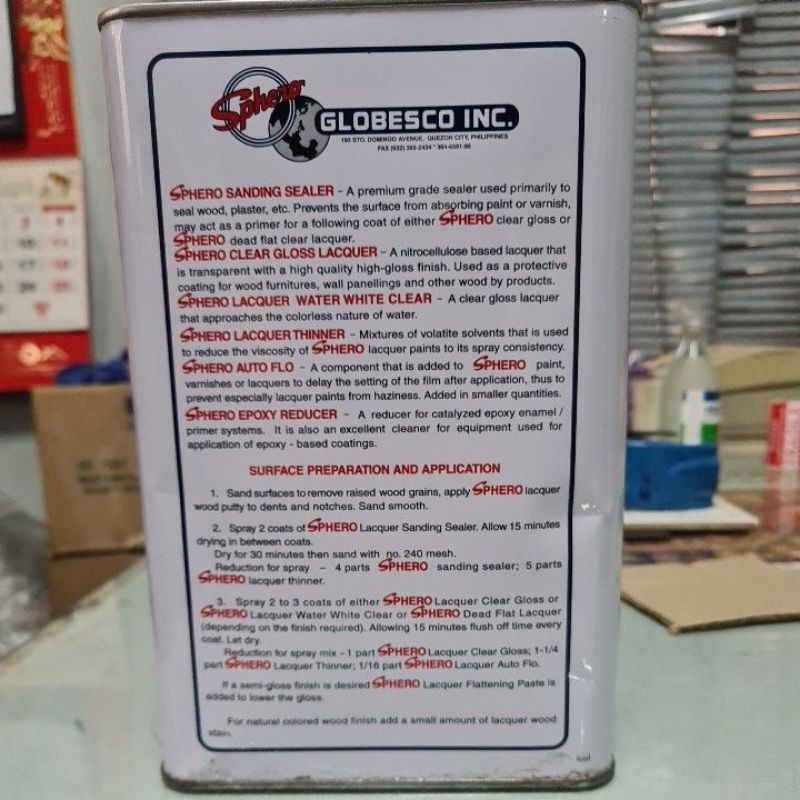 Sphero
GLOBESCO INC.
192 STO. DOMINGO AVENUE, QUEZON CITY, PHILIPPINES
SPHERO SANDING SEALER - A premium grade sealer used primarily to
seal wood, plaster, etc. Prevents the surface from absorbing paint or varnish,
may act as a primer for a following coat of either SPHERO clear gloss or
SPHERO dead flat clear lacquer.
SPHERO CLEAR GLOSS LACQUER - A nitrocellulose based lacquer that
is transparent with a high quality high-gloss finish. Used as a protective
coating for wood furnitures, wall panellings and other wood by products.
SPHERO LACQUER WATER WHITE CLEAR - A clear gloss lacquer
that approaches the colorless nature of water.
SPHERO LACQUER THINNER - Mixtures of volatite solvents that is used
to reduce the viscosity of SPHERO lacquer paints to its spray consistency.
SPHERO AUTO FLO - A component that is added to SPHERO paint,
varnishes or lacquers to delay the setting of the film after application, thus to
prevent especially lacquer paints from haziness. Added in smaller quantities.
SPHERO EPOXY REDUCER - A reducer for catalyzed epoxy enamel /
primer systems. It is also an excellent cleaner for equipment used for
application of epoxy - based coatings.
SURFACE PREPARATION AND APPLICATION
1. Sand surfaces to remove raised wood grains, apply SPHERO lacquer
wood putty to dents and notches. Sand smooth.
2. Spray 2 coats of SPHERO Lacquer Sanding Sealer. Allow 15 minutes
drying in between coats.
Dry for 30 minutes then sand with no. 240 mesh.
Reduction for spray - 4 parts SPHERO sanding sealer; 5 parts
SPHERO lacquer thinner.
3. Spray 2 to 3 coats of either SPHERO Lacquer Clear Gloss or
SPHERO Lacquer Water White Clear or SPHERO Dead Flat Lacquer
(depending on the finish required). Allowing 15 minutes flush off time every
coat. Let dry.
Reduction for spray mix - 1 part SPHERO Lacquer Clear Gloss; 1-1/4
part SPHERO Lacquer Thinner; 1/16 part SPHERO Lacquer Auto Flo.
If a semi-gloss finish is desired SPHERO Lacquer Flattening Paste is
added to lower the gloss.
For natural colored wood finish add a small amount of lacquer wood
stain.